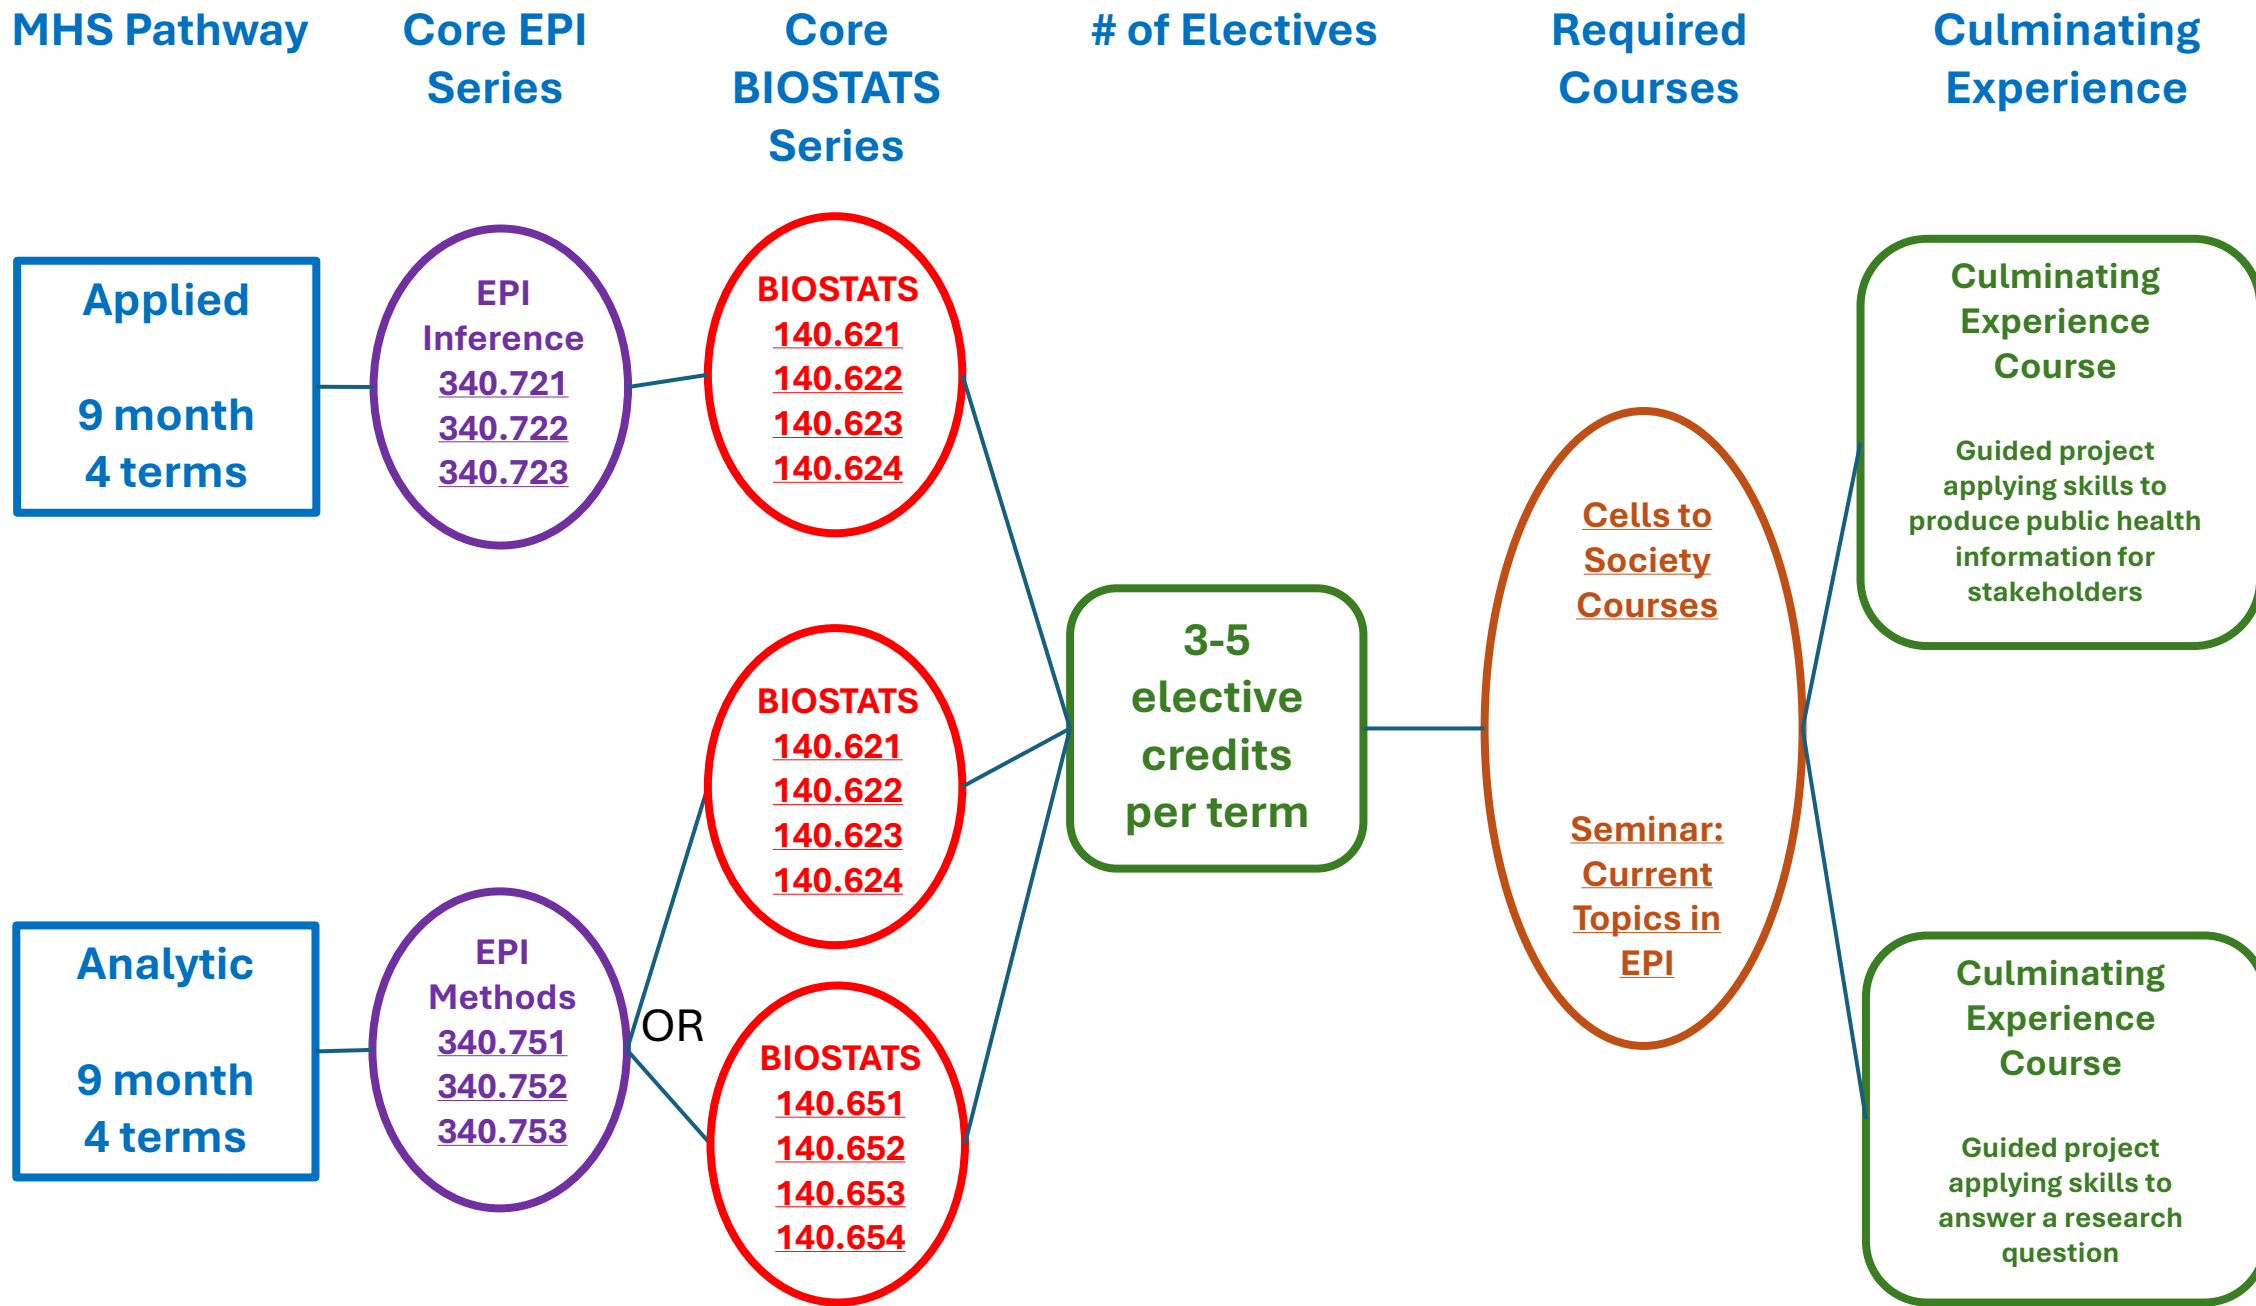 MHS Pathway
Core EPI
Series
Core
BIOSTATS
Series
# of Electives
Required
Courses
Culminating
Experience
Applied
9 month
4 terms
EPI
Inference
340.721
340.722
340.723
BIOSTATS
140.621
140.622
140.623
140.624
Analytic
9 month
4 terms
EPI
Methods
340.751
340.752
340.753
OR
BIOSTATS
140.621
140.622
140.623
140.624
BIOSTATS
140.651
140.652
140.653
140.654
3-5
elective
credits
per term
Cells to
Society
Courses
Seminar:
Current
Topics in
EPI
Culminating
Experience
Course
Guided project
applying skills to
produce public health
information for
stakeholders
Culminating
Experience
Course
Guided project
applying skills to
answer a research
question